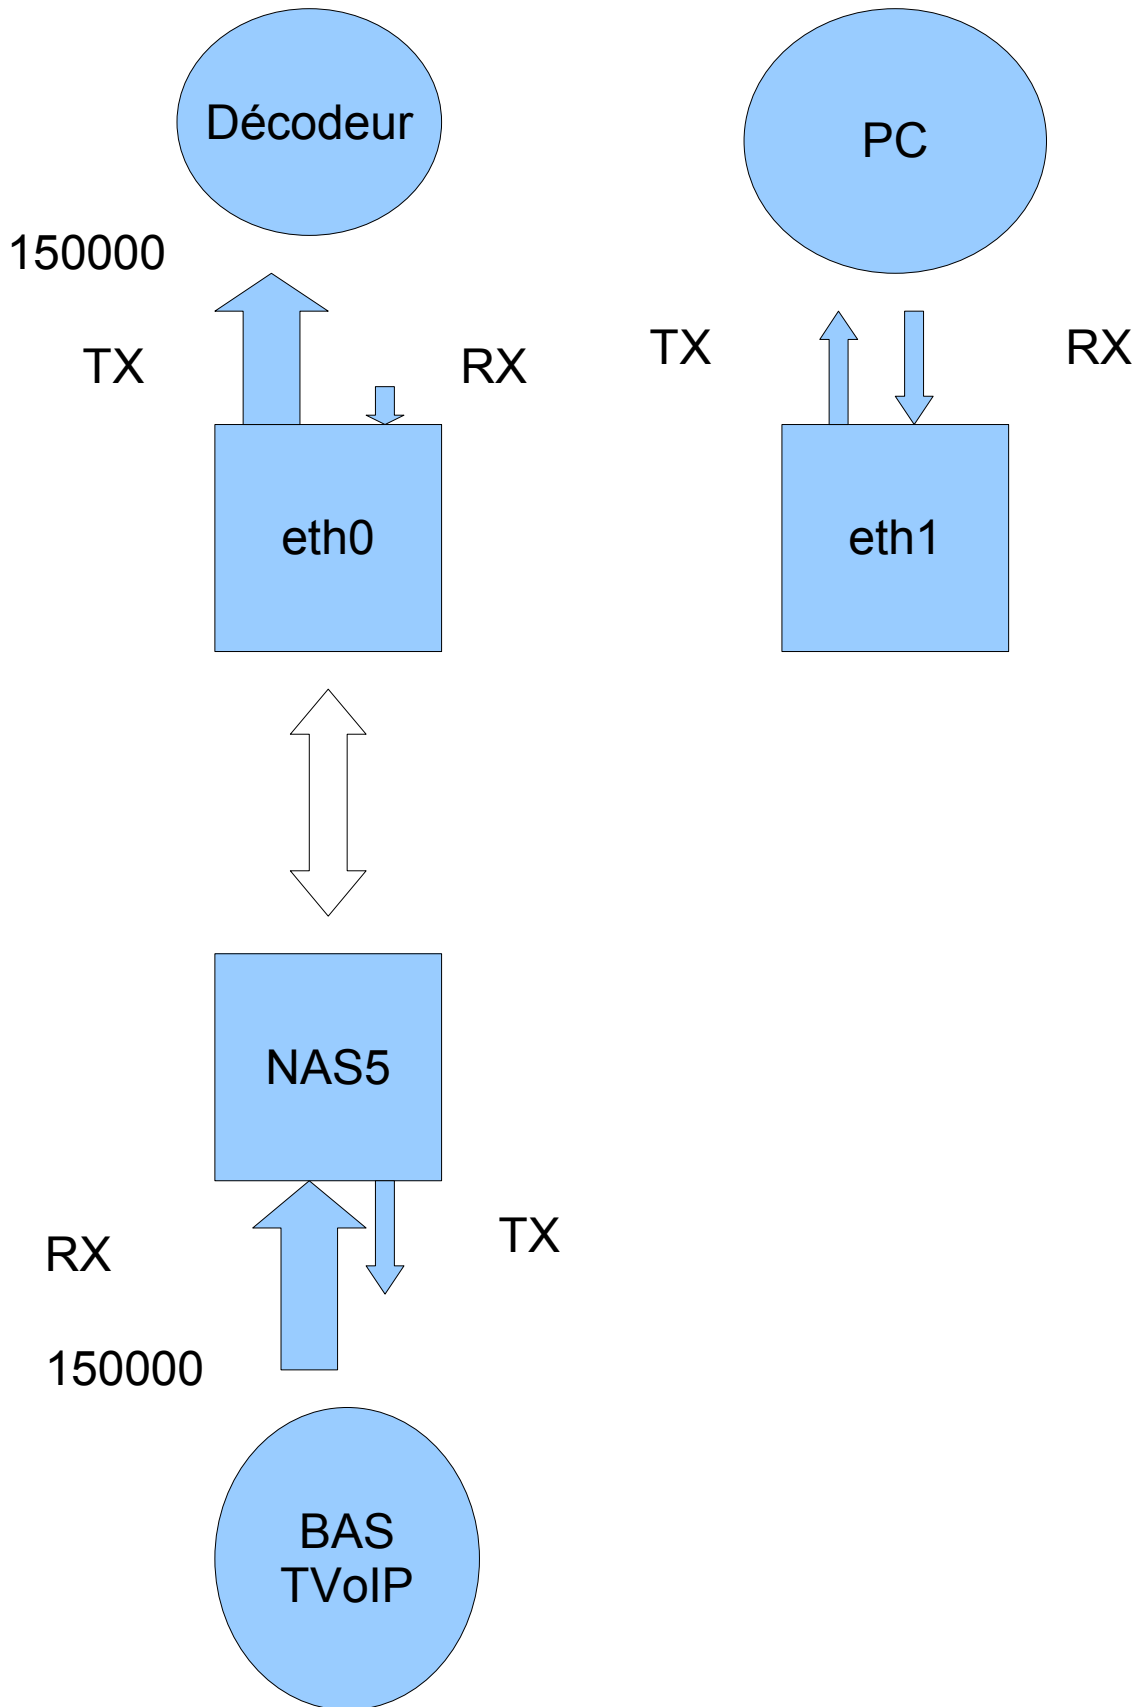 Décodeur
PC
150000
TX
RX
TX
RX
eth0
eth1
NAS5
RX
TX
150000
BAS
TVoIP